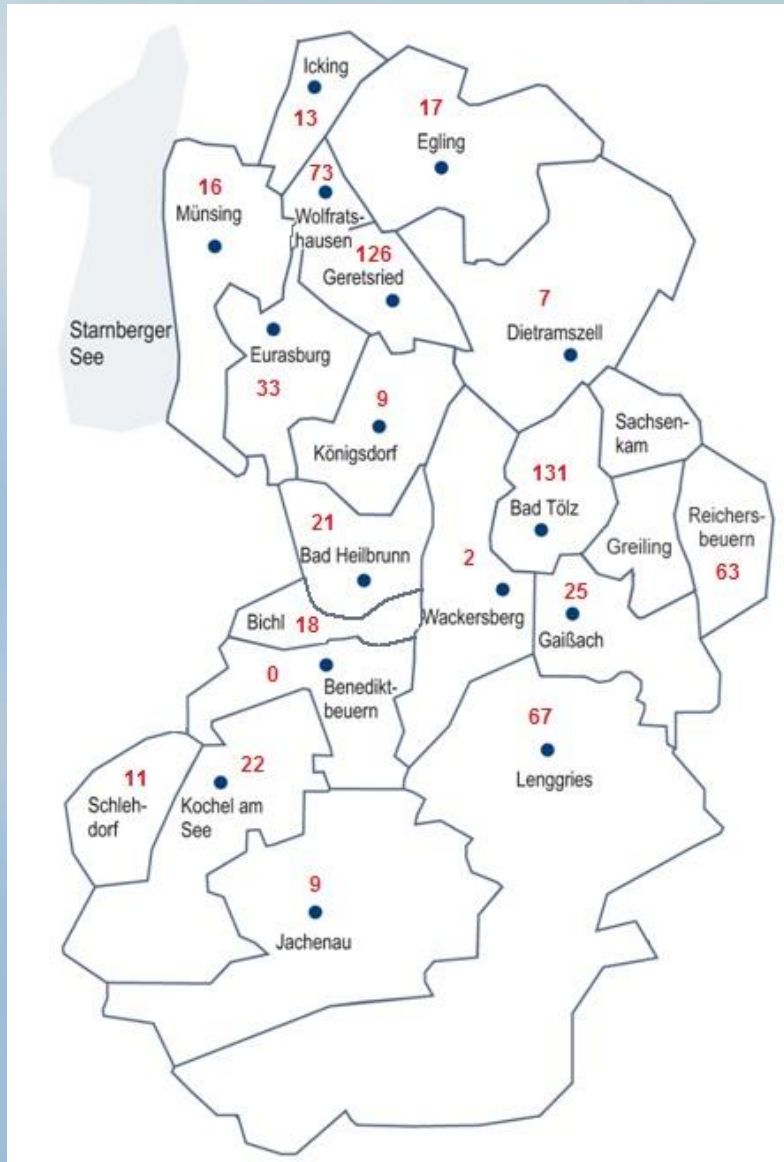 Icking
13
17
Egling
73
Wolfrats-
hausen
16
Münsing
126
Geretsried
7
Dietramszell
Starnberger
See
Eurasburg
33
9
Königsdorf
Sachsen-
kam
131
Bad Tölz
Reichers-
beuern
63
Greiling
21
Bad Heilbrunn
2
Wackersberg
25
Gaißach
Bichl 18
0
Benedikt-
beuern
67
Lenggries
11
Schleh-
dorf
22
Kochel am
See
9
Jachenau